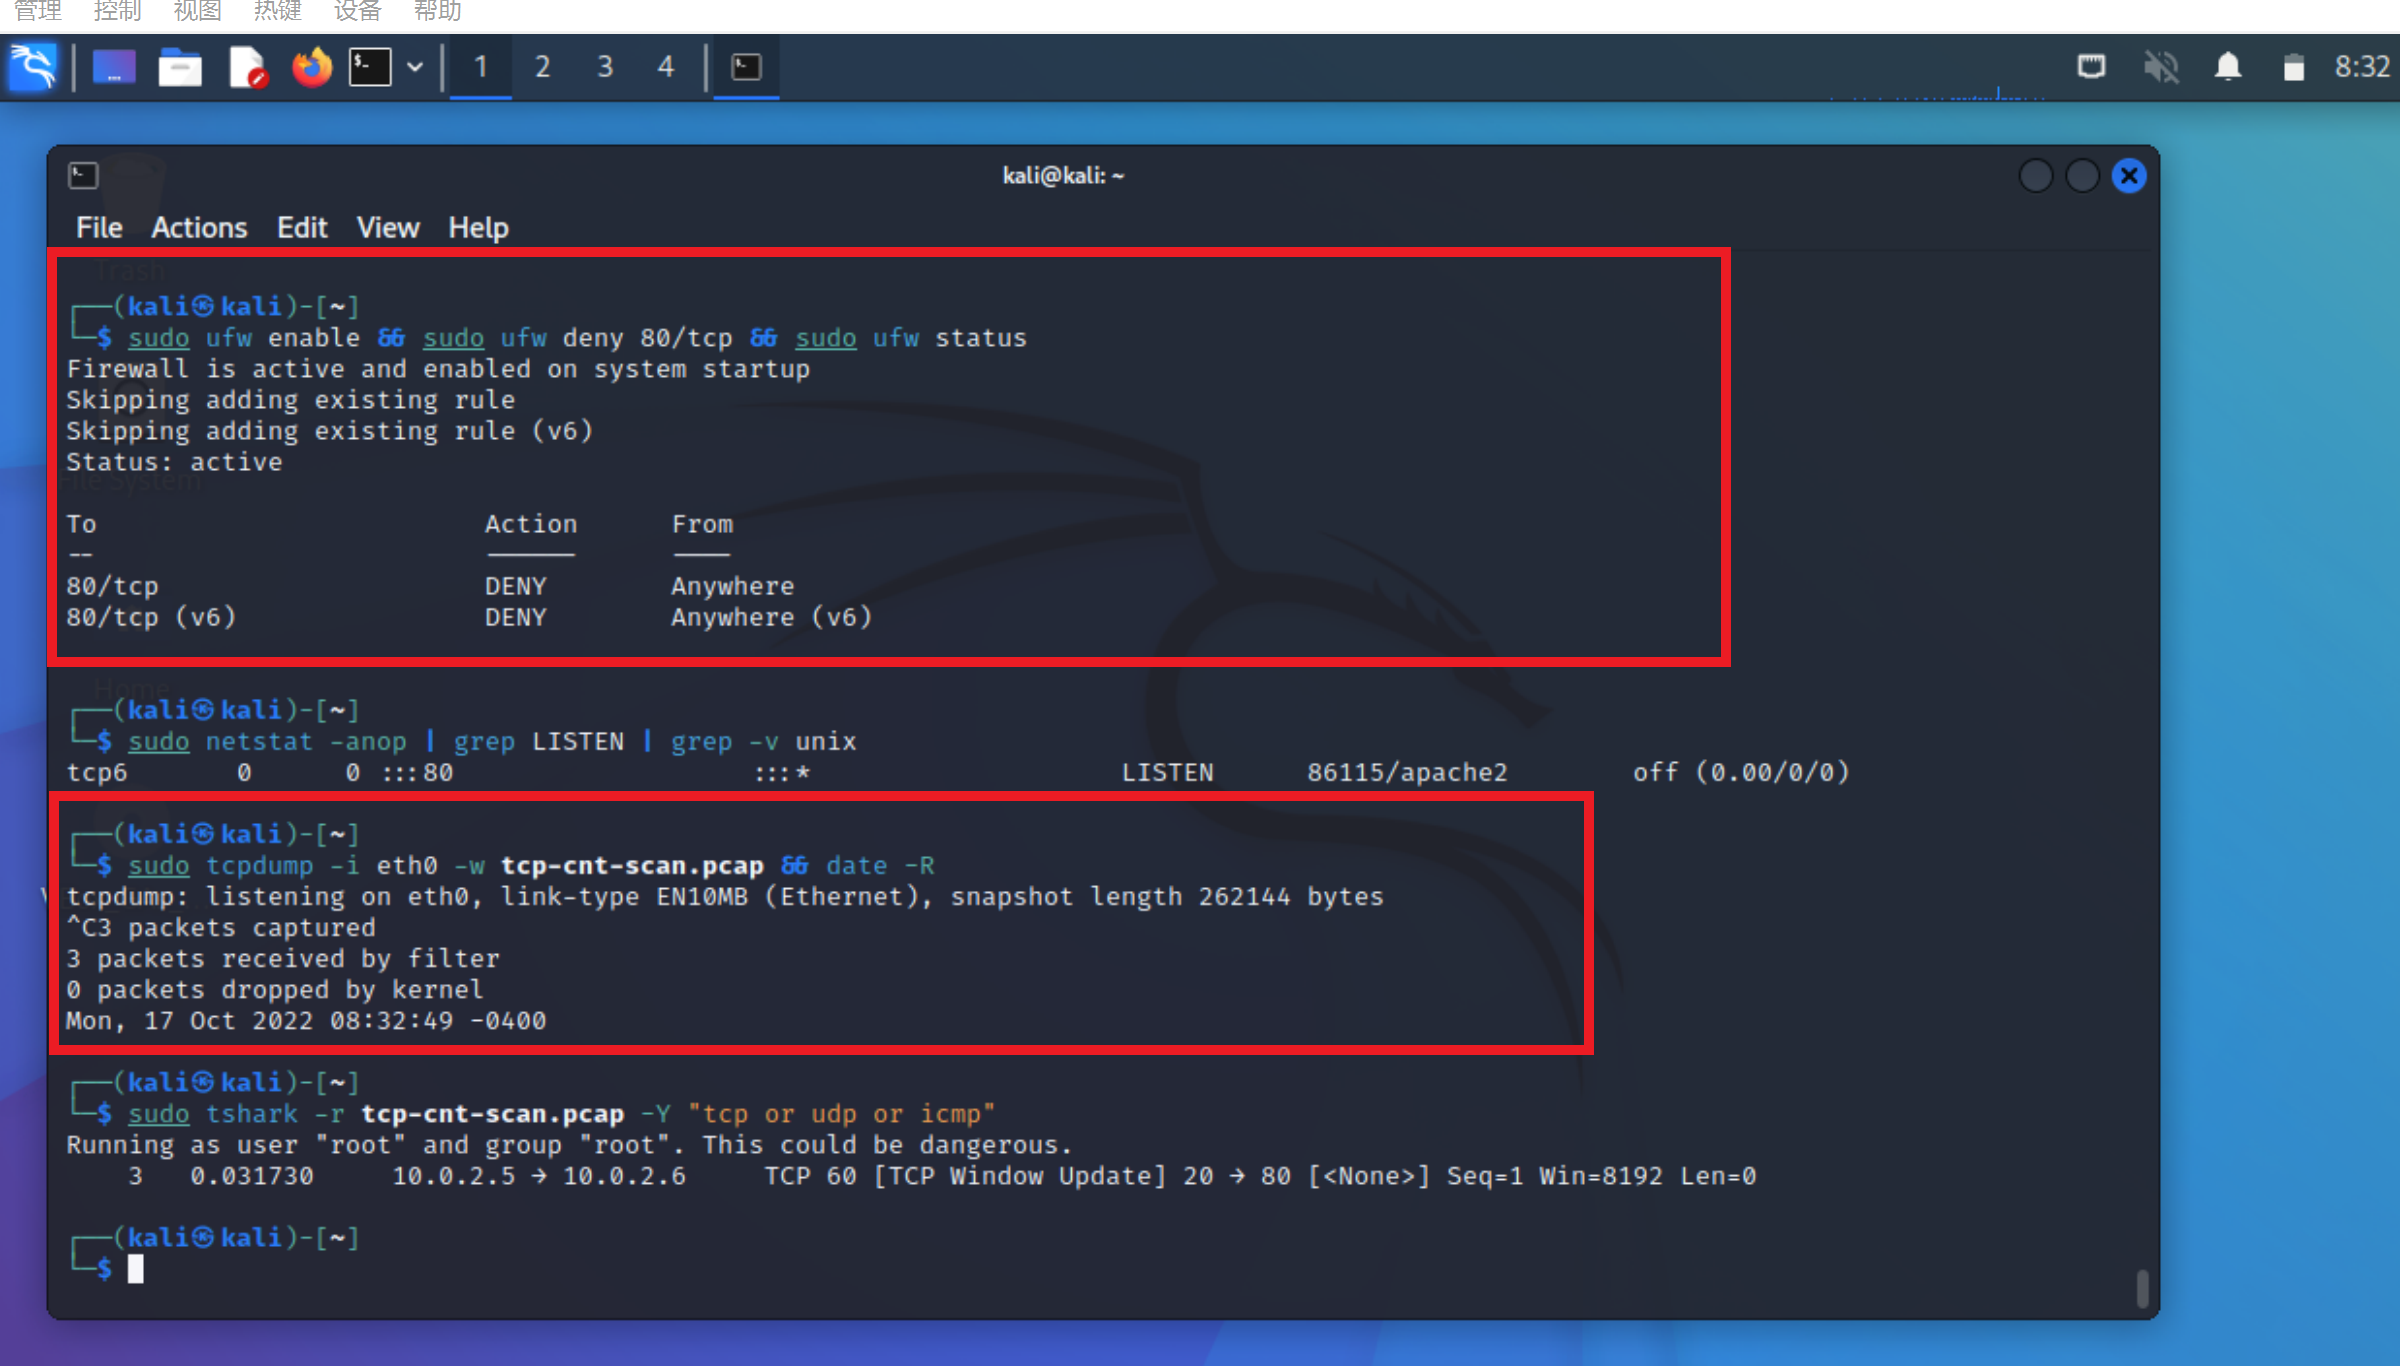 管理 控制 视图 热键 设备 帮助
1 2 3 4 8:32
kali@kali: ~
File Actions Edit View Help
Trash
┌──(kali㉿kali)-[~]
└─$ sudo ufw enable && sudo ufw deny 80/tcp && sudo ufw status
Firewall is active and enabled on system startup
Skipping adding existing rule
Skipping adding existing rule (v6)
Status: active
File System
To Action From
-- ------ ----
80/tcp DENY Anywhere
80/tcp (v6) DENY Anywhere (v6)
Home
┌──(kali㉿kali)-[~]
└─$ sudo netstat -anop | grep LISTEN | grep -v unix
tcp6 0 0 :::80 :::* LISTEN 86115/apache2 off (0.00/0/0)
┌──(kali㉿kali)-[~]
└─$ sudo tcpdump -i eth0 -w tcp-cnt-scan.pcap && date -R
tcpdump: listening on eth0, link-type EN10MB (Ethernet), snapshot length 262144 bytes
^C3 packets captured
3 packets received by filter
0 packets dropped by kernel
Mon, 17 Oct 2022 08:32:49 -0400
┌──(kali㉿kali)-[~]
└─$ sudo tshark -r tcp-cnt-scan.pcap -Y "tcp or udp or icmp"
Running as user "root" and group "root". This could be dangerous.
3 0.031730 10.0.2.5 → 10.0.2.6 TCP 60 [TCP Window Update] 20 → 80 [<None>] Seq=1 Win=8192 Len=0
┌──(kali㉿kali)-[~]
└─$